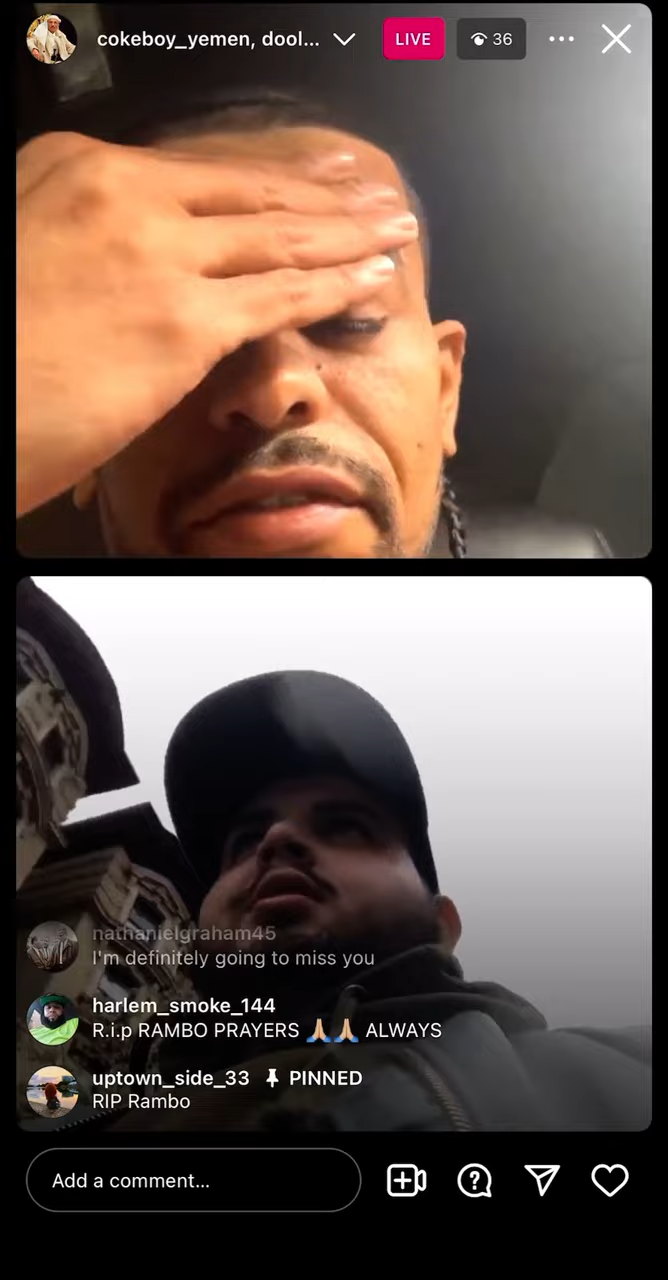 cokeboy_yemen, dool...
LIVE
36
nathanielgraham45
I'm definitely going to miss you
harlem_smoke_144
R.i.p RAMBO PRAYERS 🙏🏼🙏🏼 ALWAYS
uptown_side_33 PINNED
RIP Rambo
Add a comment...